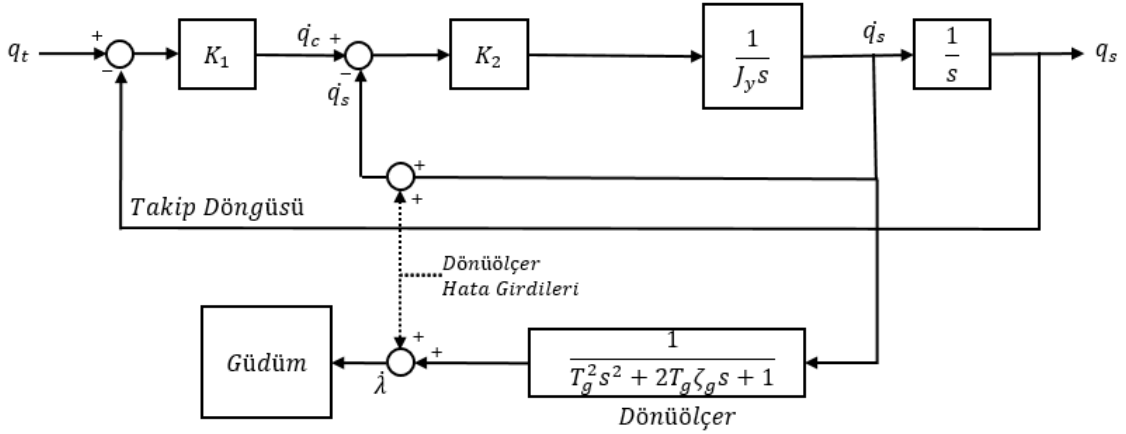 q_t + − K_1 q̇_c + − K_2 1/(J_y s) q̇_s 1/s q_s
q̇_s
+ +
Takip Döngüsü
Dönüölçer
Hata Girdileri
+ +
Güdüm λ̇ 1/(T_g^2 s^2 + 2T_g ζ_g s + 1)
Dönüölçer